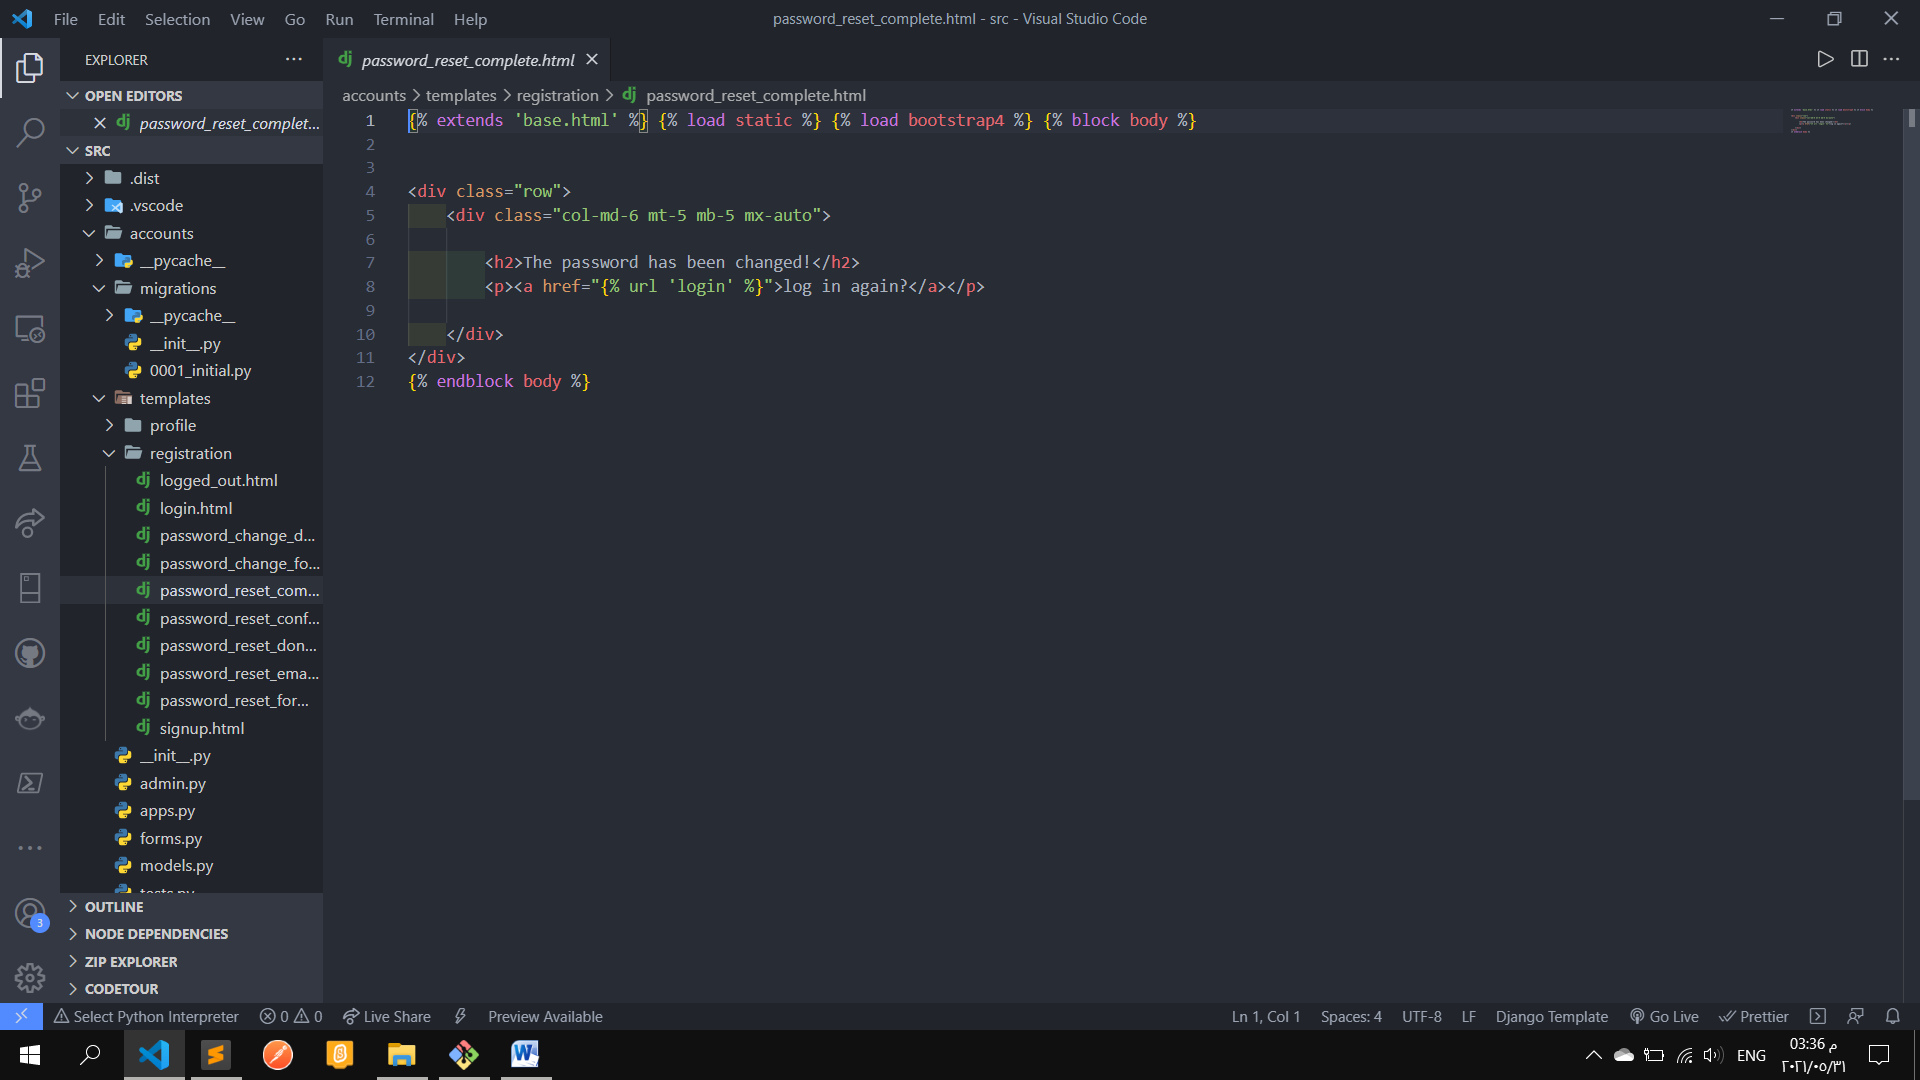 File Edit Selection View Go Run Terminal Help
password_reset_complete.html - src - Visual Studio Code
EXPLORER
OPEN EDITORS
password_reset_complet...
SRC
.dist
.vscode
accounts
__pycache__
migrations
__pycache__
__init__.py
0001_initial.py
templates
profile
registration
logged_out.html
login.html
password_change_d...
password_change_fo...
password_reset_com...
password_reset_conf...
password_reset_don...
password_reset_ema...
password_reset_for...
signup.html
__init__.py
admin.py
apps.py
forms.py
models.py
tests.py
OUTLINE
NODE DEPENDENCIES
ZIP EXPLORER
CODETOUR
3
password_reset_complete.html
accounts > templates > registration > password_reset_complete.html
1 {% extends 'base.html' %} {% load static %} {% load bootstrap4 %} {% block body %}
2
3
4 <div class="row">
5 <div class="col-md-6 mt-5 mb-5 mx-auto">
6
7 <h2>The password has been changed!</h2>
8 <p><a href="{% url 'login' %}">log in again?</a></p>
9
10 </div>
11 </div>
12 {% endblock body %}
Select Python Interpreter 0 0 Live Share Preview Available
Ln 1, Col 1 Spaces: 4 UTF-8 LF Django Template Go Live Prettier
ENG
03:36 م
٢٠٢١/٠٥/٣١